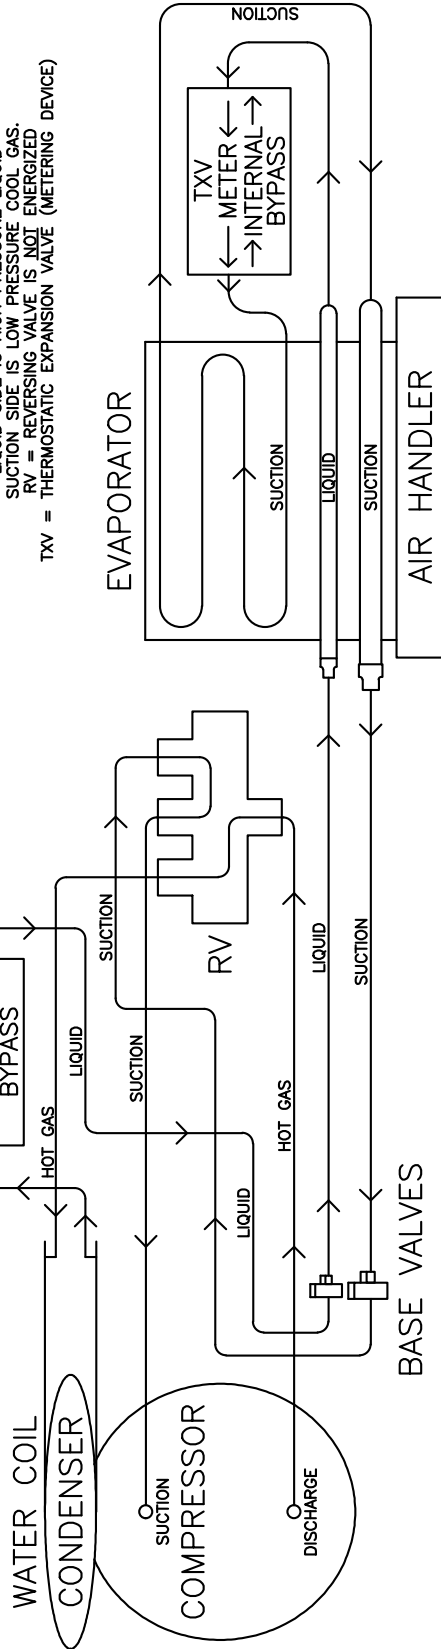 SUCTION SIDE IS LOW PRESSURE COOL GAS.
RV = REVERSING VALVE IS NOT ENERGIZED
TXV = THERMOSTATIC EXPANSION VALVE (METERING DEVICE)
SUCTION
TXV
METER
INTERNAL
BYPASS
EVAPORATOR
SUCTION
LIQUID
SUCTION
AIR HANDLER
RV
SUCTION
LIQUID
SUCTION
BYPASS
HOT GAS
LIQUID
SUCTION
HOT GAS
LIQUID
BASE VALVES
WATER COIL
CONDENSER
SUCTION
COMPRESSOR
DISCHARGE